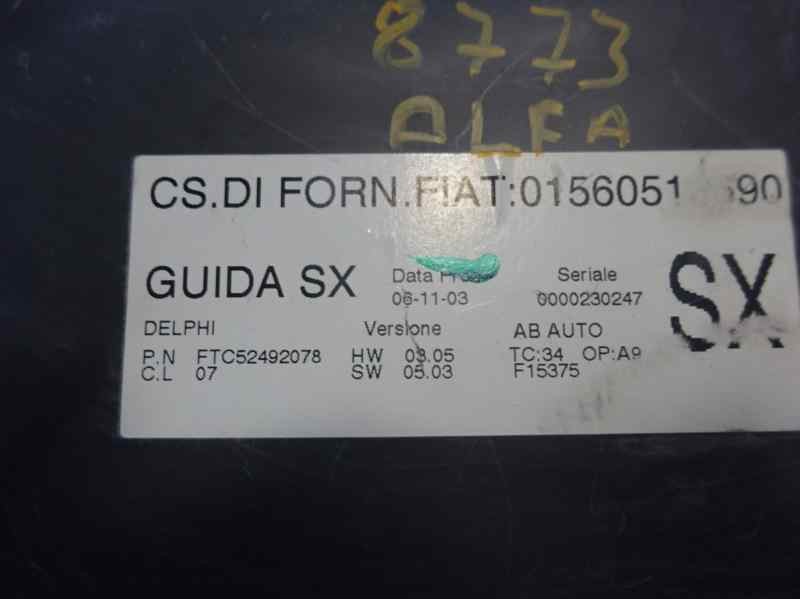 8773
ALFA
CS.DI FORN.FIAT:
GUIDA SX
Data Seriale
SX
06-11-03 0000230247
DELPHI Versione AB AUTO
P.N FTC52492078 HW 03.05 TC:34 OP:A9
C.L 07 SW 05.03 F15375